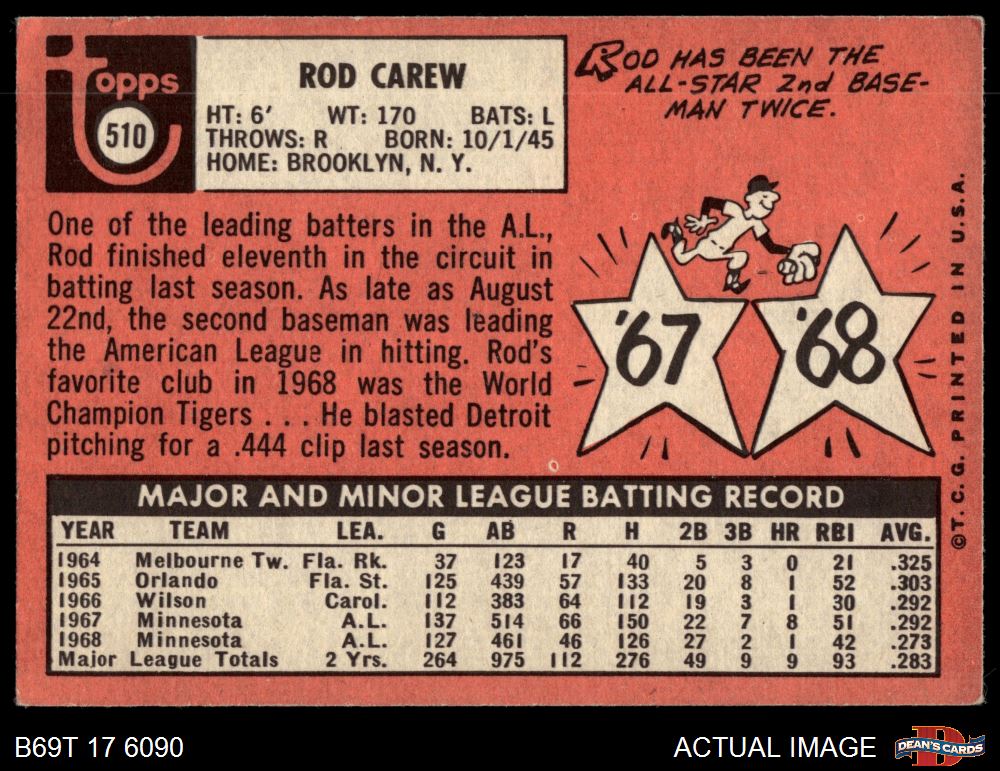 Topps
510
ROD CAREW
HT: 6' WT: 170 BATS: L
THROWS: R BORN: 10/1/45
HOME: BROOKLYN, N. Y.
ROD HAS BEEN THE
ALL-STAR 2nd BASE-
MAN TWICE.
One of the leading batters in the A.L.,
Rod finished eleventh in the circuit in
batting last season. As late as August
22nd, the second baseman was leading
the American League in hitting. Rod's
favorite club in 1968 was the World
Champion Tigers . . . He blasted Detroit
pitching for a .444 clip last season.
'67
'68
©T. C. G. PRINTED IN U.S.A.
MAJOR AND MINOR LEAGUE BATTING RECORD
YEAR TEAM LEA. G AB R H 2B 3B HR RBI AVG.
1964 Melbourne Tw. Fla. Rk. 37 123 17 40 5 3 0 21 .325
1965 Orlando Fla. St. 125 439 57 133 20 8 1 52 .303
1966 Wilson Carol. 112 383 64 112 19 3 1 30 .292
1967 Minnesota A.L. 137 514 66 150 22 7 8 51 .292
1968 Minnesota A.L. 127 461 46 126 27 2 1 42 .273
Major League Totals 2 Yrs. 264 975 112 276 49 9 9 93 .283
B69T 17 6090
ACTUAL IMAGE
DEAN'S CARDS